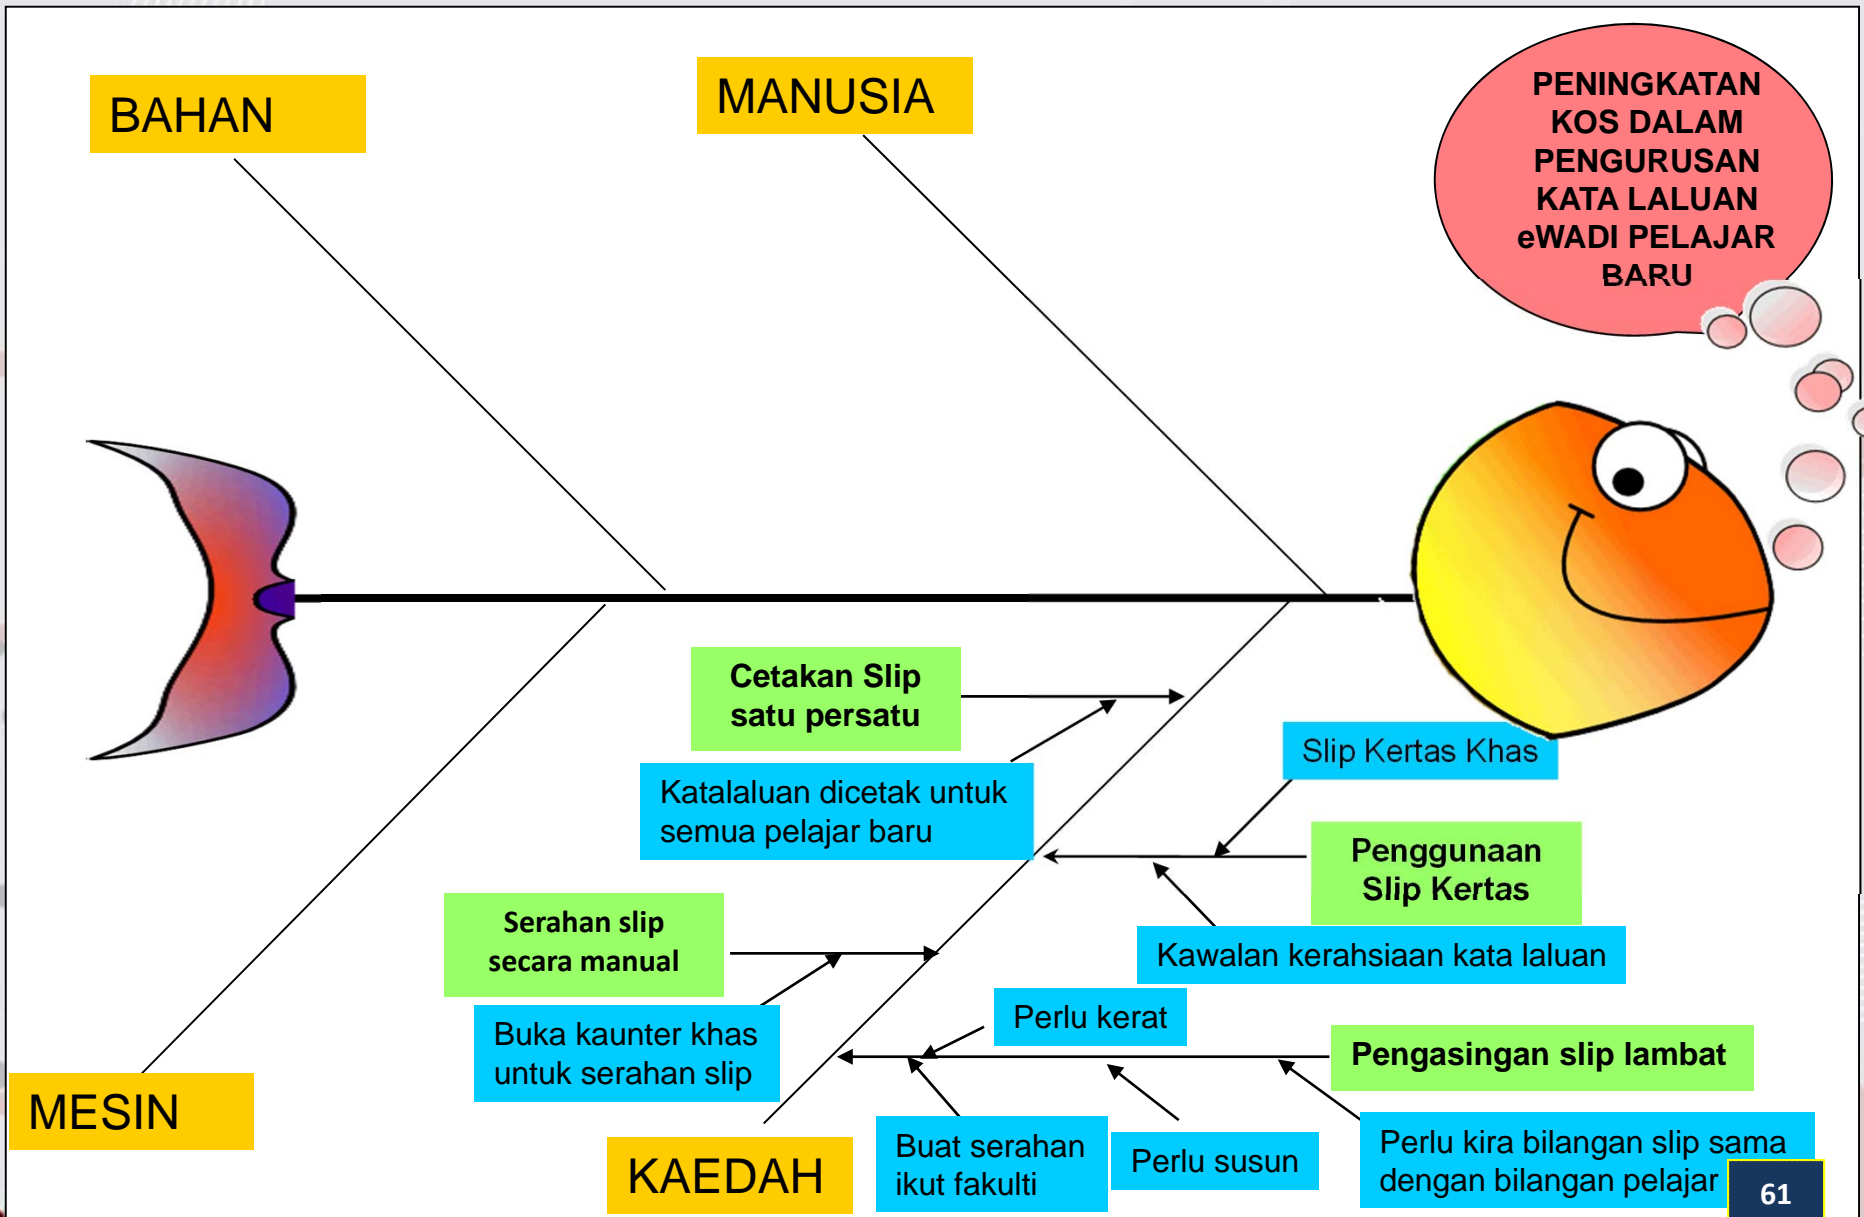 BAHAN
MANUSIA
PENINGKATAN
KOS DALAM
PENGURUSAN
KATA LALUAN
eWADI PELAJAR
BARU
Cetakan Slip
satu persatu
Katalaluan dicetak untuk
semua pelajar baru
Slip Kertas Khas
Penggunaan
Slip Kertas
Kawalan kerahsiaan kata laluan
Serahan slip
secara manual
Buka kaunter khas
untuk serahan slip
Perlu kerat
Pengasingan slip lambat
Buat serahan
ikut fakulti
Perlu susun
Perlu kira bilangan slip sama
dengan bilangan pelajar
MESIN
KAEDAH
61